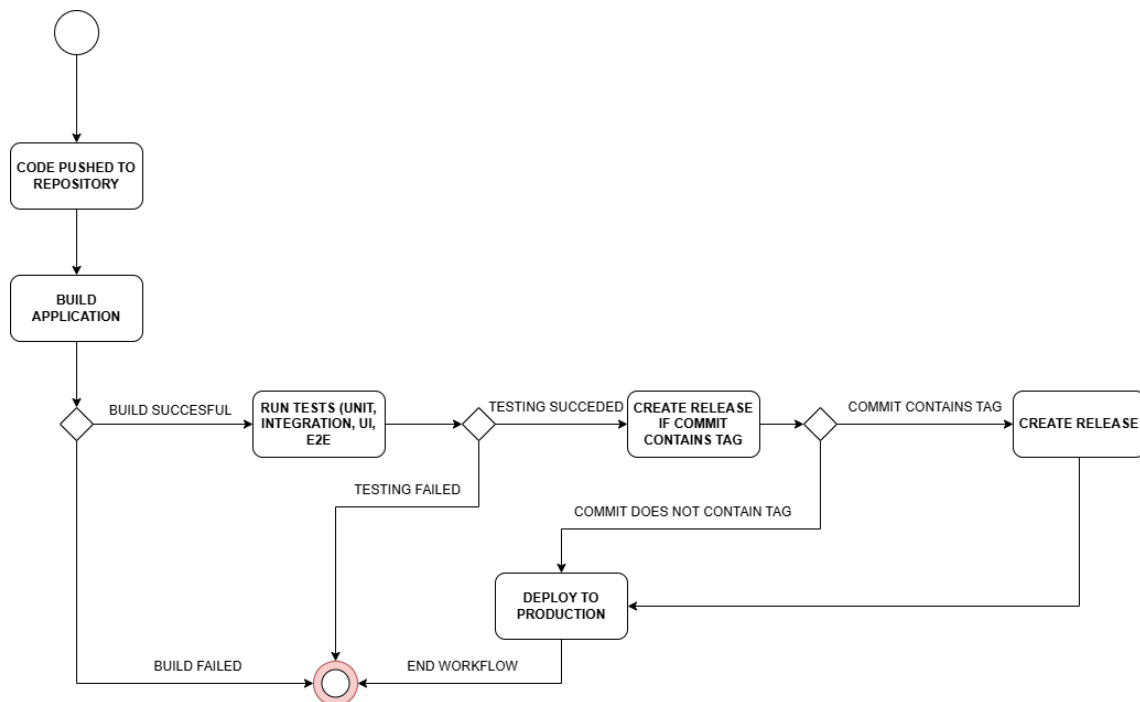 CODE PUSHED TO
REPOSITORY
BUILD
APPLICATION
BUILD SUCCESFUL
RUN TESTS (UNIT,
INTEGRATION, UI,
E2E
TESTING SUCCEDED
CREATE RELEASE
IF COMMIT
CONTAINS TAG
COMMIT CONTAINS TAG
CREATE RELEASE
TESTING FAILED
COMMIT DOES NOT CONTAIN TAG
DEPLOY TO
PRODUCTION
BUILD FAILED
END WORKFLOW